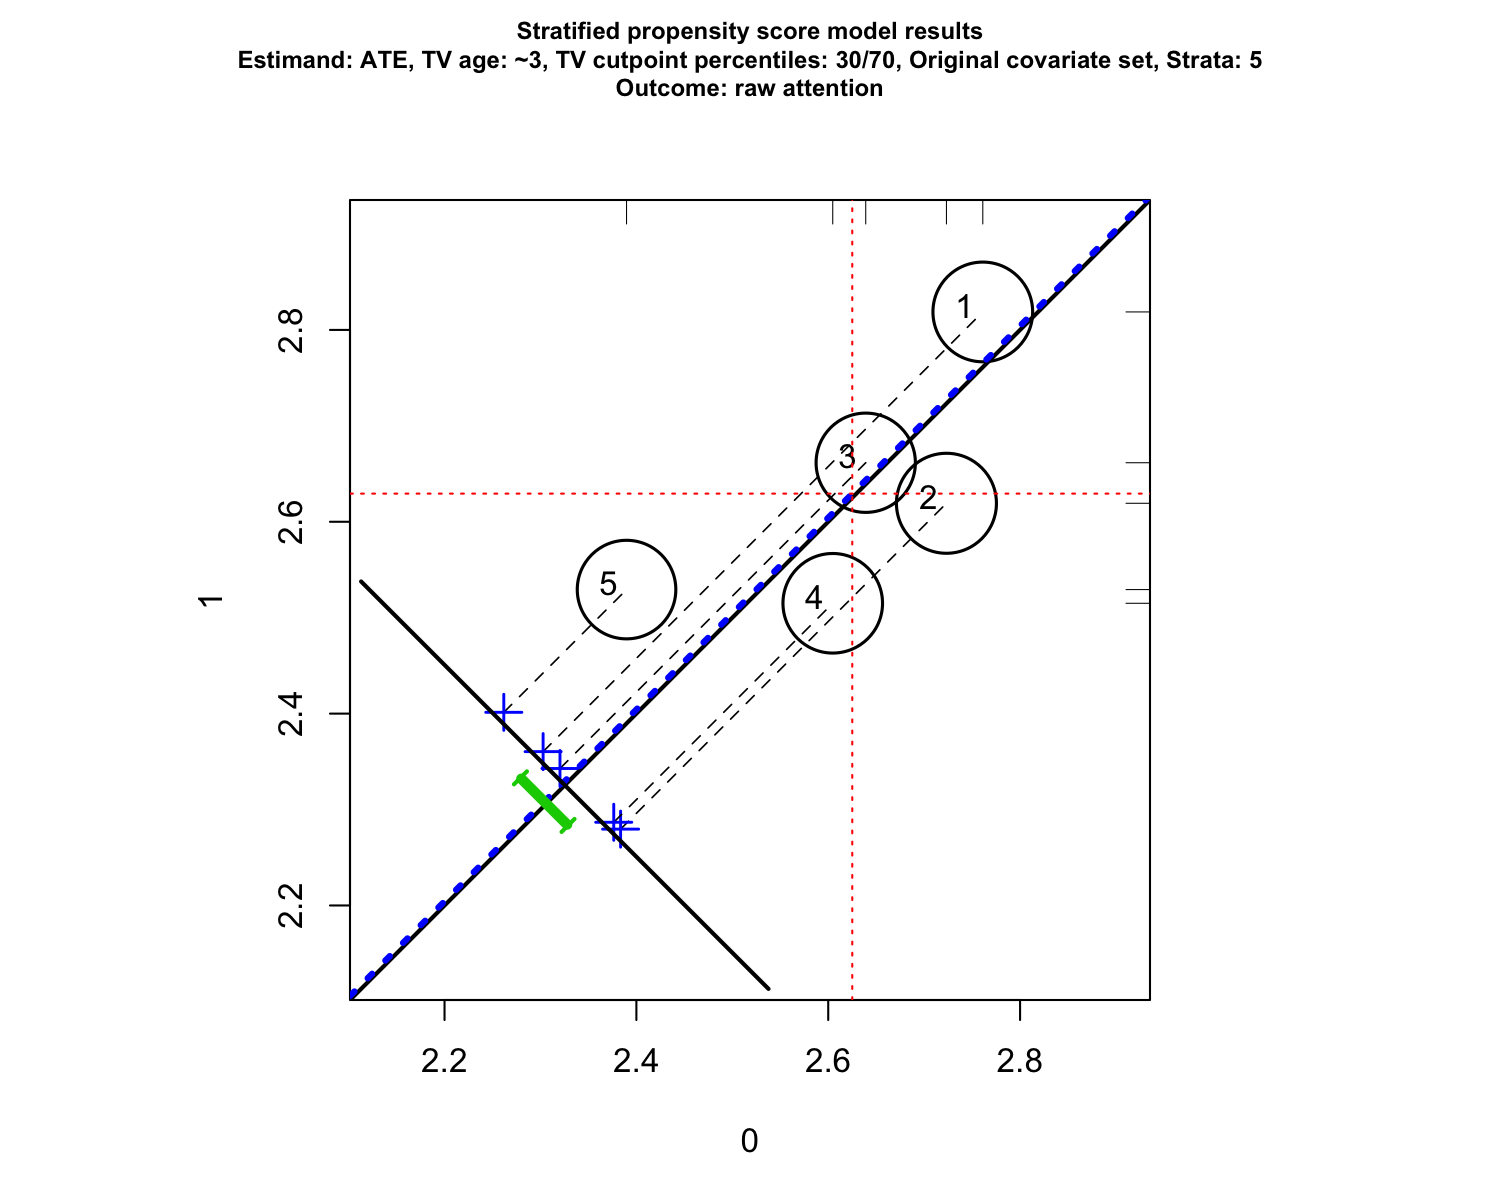 Stratified propensity score model results
Estimand: ATE, TV age: ~3, TV cutpoint percentiles: 30/70, Original covariate set, Strata: 5
Outcome: raw attention
1
2.8
3
2
2.6
5
4
1
2.4
2.2
2.2 2.4 2.6 2.8
0